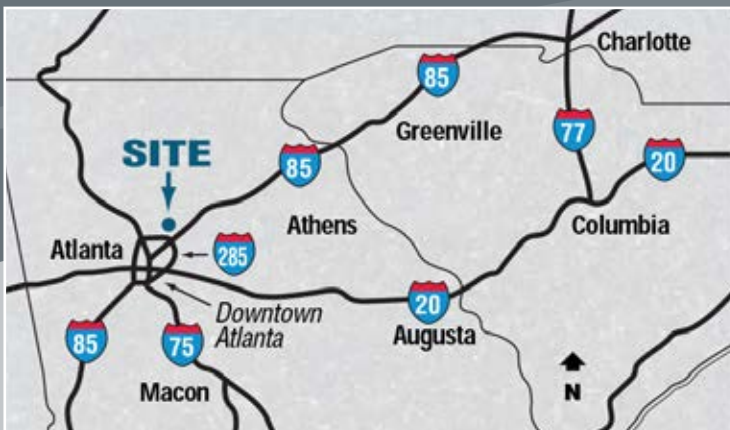 Charlotte
85
Greenville
77
20
SITE
85
Athens
Columbia
Atlanta
285
Downtown
Atlanta
20
Augusta
85
75
Macon
N